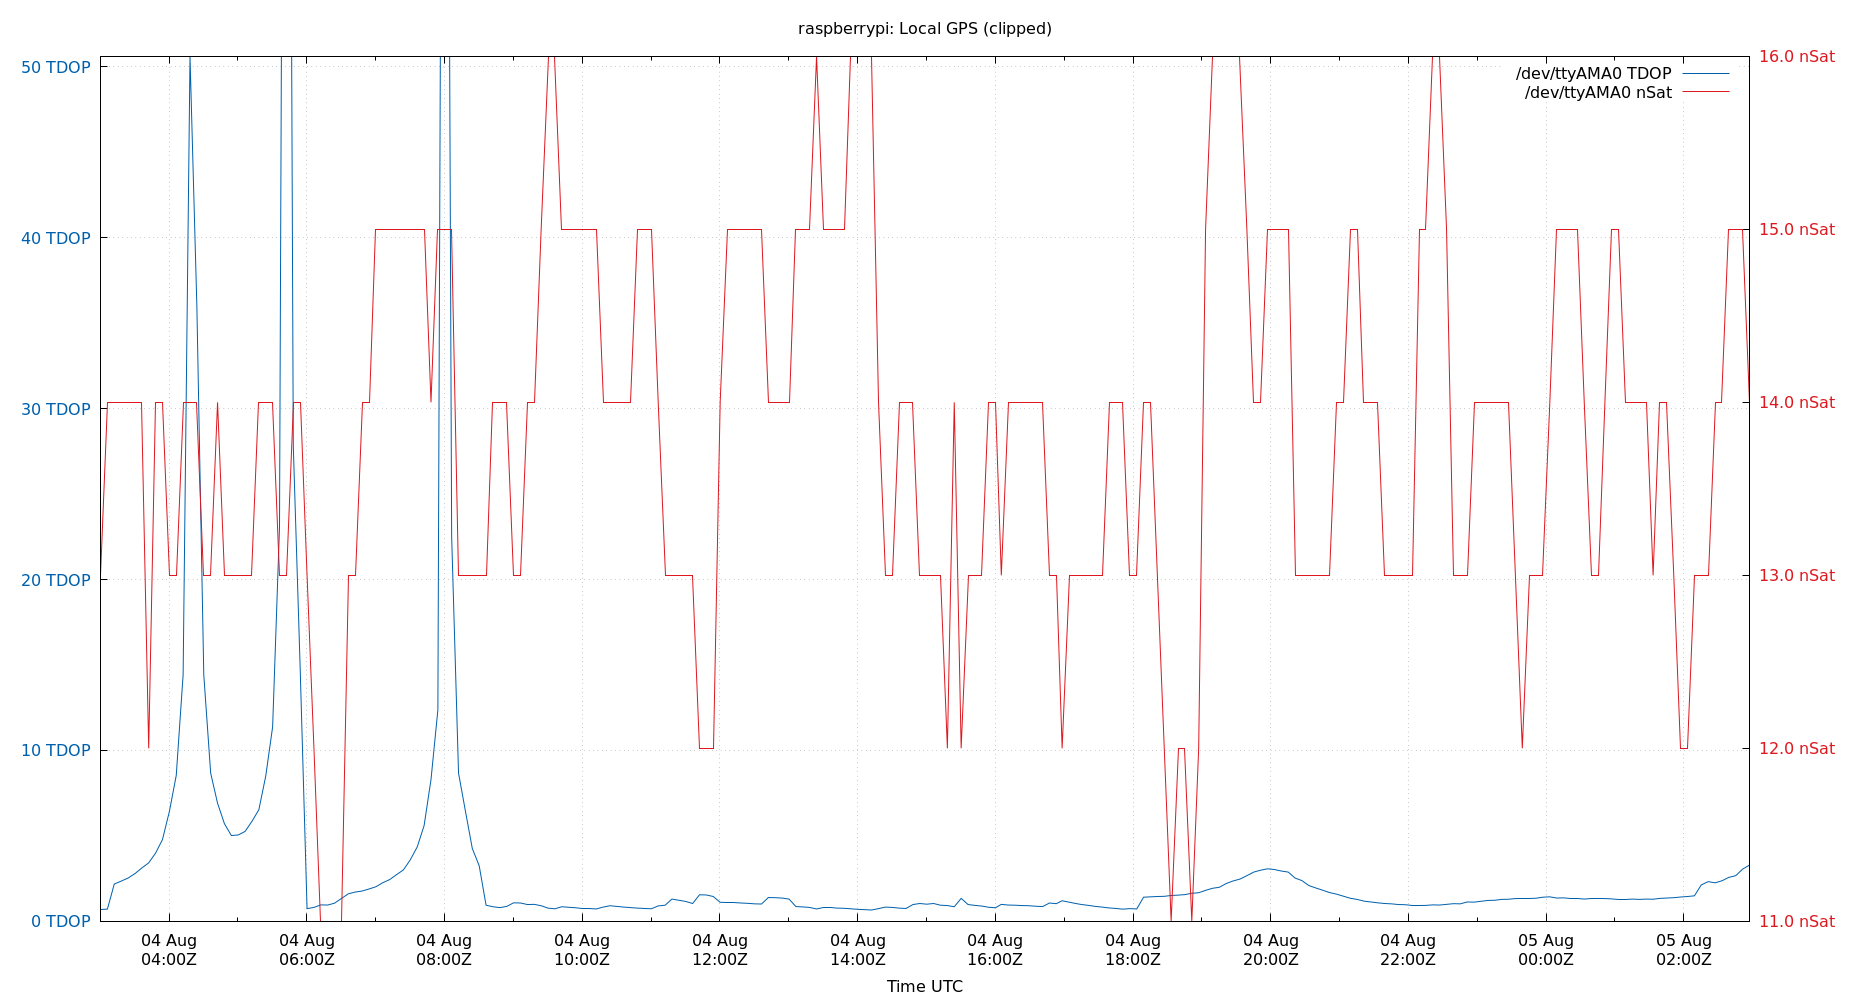 raspberrypi: Local GPS (clipped)
50 TDOP
40 TDOP
30 TDOP
20 TDOP
10 TDOP
0 TDOP
16.0 nSat
15.0 nSat
14.0 nSat
13.0 nSat
12.0 nSat
11.0 nSat
/dev/ttyAMA0 TDOP
/dev/ttyAMA0 nSat
04 Aug 04 Aug 04 Aug 04 Aug 04 Aug 04 Aug 04 Aug 04 Aug 04 Aug 04 Aug 05 Aug 05 Aug
04:00Z 06:00Z 08:00Z 10:00Z 12:00Z 14:00Z 16:00Z 18:00Z 20:00Z 22:00Z 00:00Z 02:00Z
Time UTC